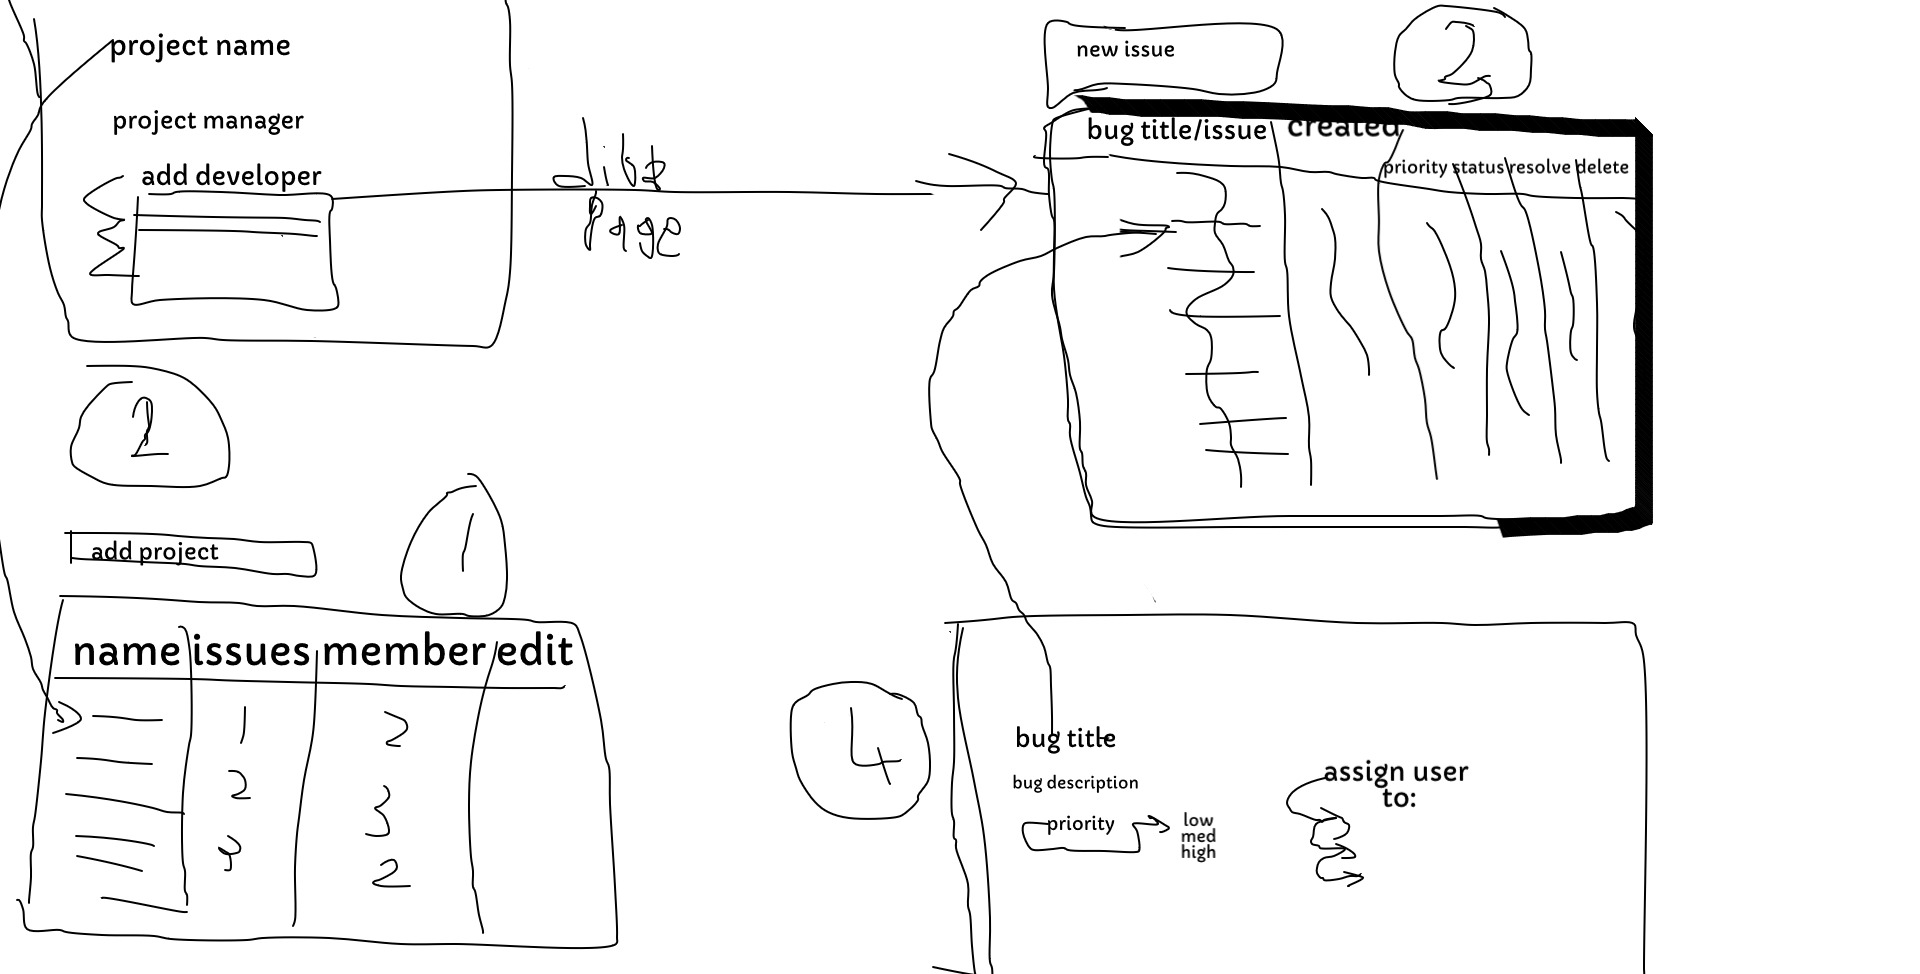 project name
project manager
add developer
Page
2
add project
1
name issues member edit
1 2
2 3
2
new issue
2
bug title/issue created
priority status resolve delete
4
bug title
bug description
priority
low
med
high
assign user
to: